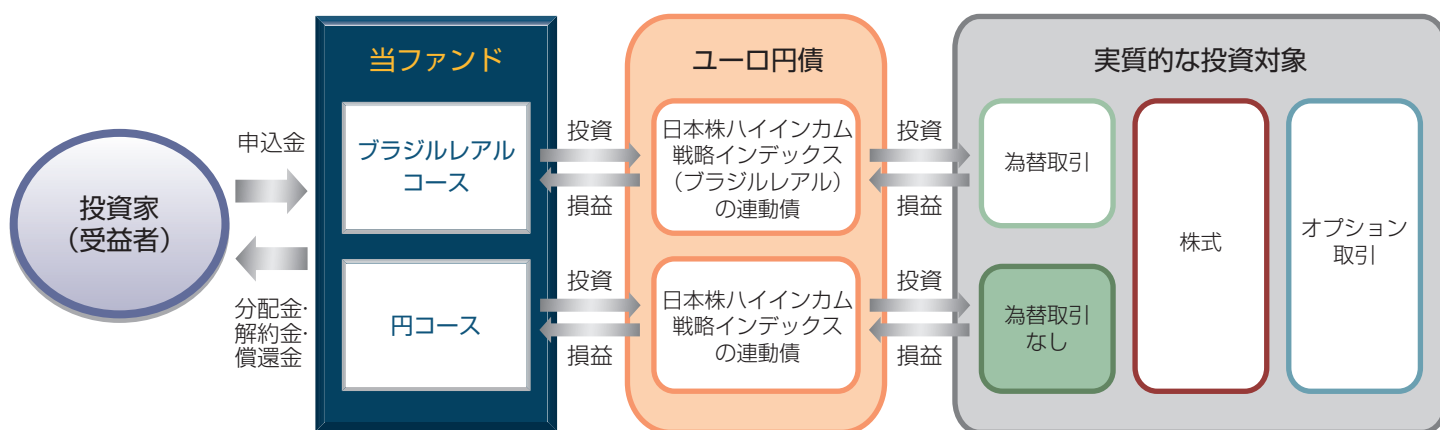 投資家
（受益者）
申込金
分配金・
解約金・
償還金
当ファンド
ブラジルレアル
コース
円コース
投資
損益
投資
損益
ユーロ円債
日本株ハイインカム
戦略インデックス
（ブラジルレアル）
の連動債
日本株ハイインカム
戦略インデックス
の連動債
投資
損益
投資
損益
実質的な投資対象
為替取引
為替取引
なし
株式
オプション
取引